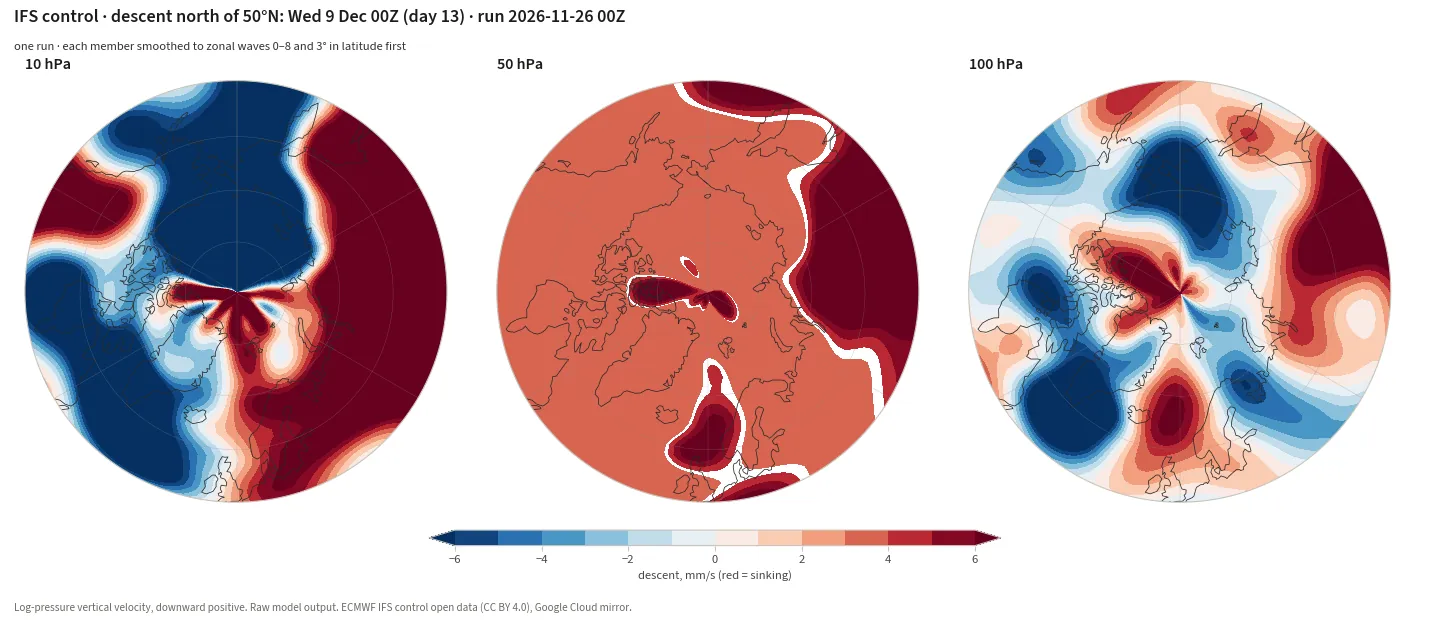 IFS control · descent north of 50°N: Wed 9 Dec 00Z (day 13) · run 2026-11-26 00Z
one run · each member smoothed to zonal waves 0–8 and 3° in latitude first
10 hPa
50 hPa
100 hPa
−6
−4
−2
0
2
4
6
descent, mm/s (red = sinking)
Log-pressure vertical velocity, downward positive. Raw model output. ECMWF IFS control open data (CC BY 4.0), Google Cloud mirror.